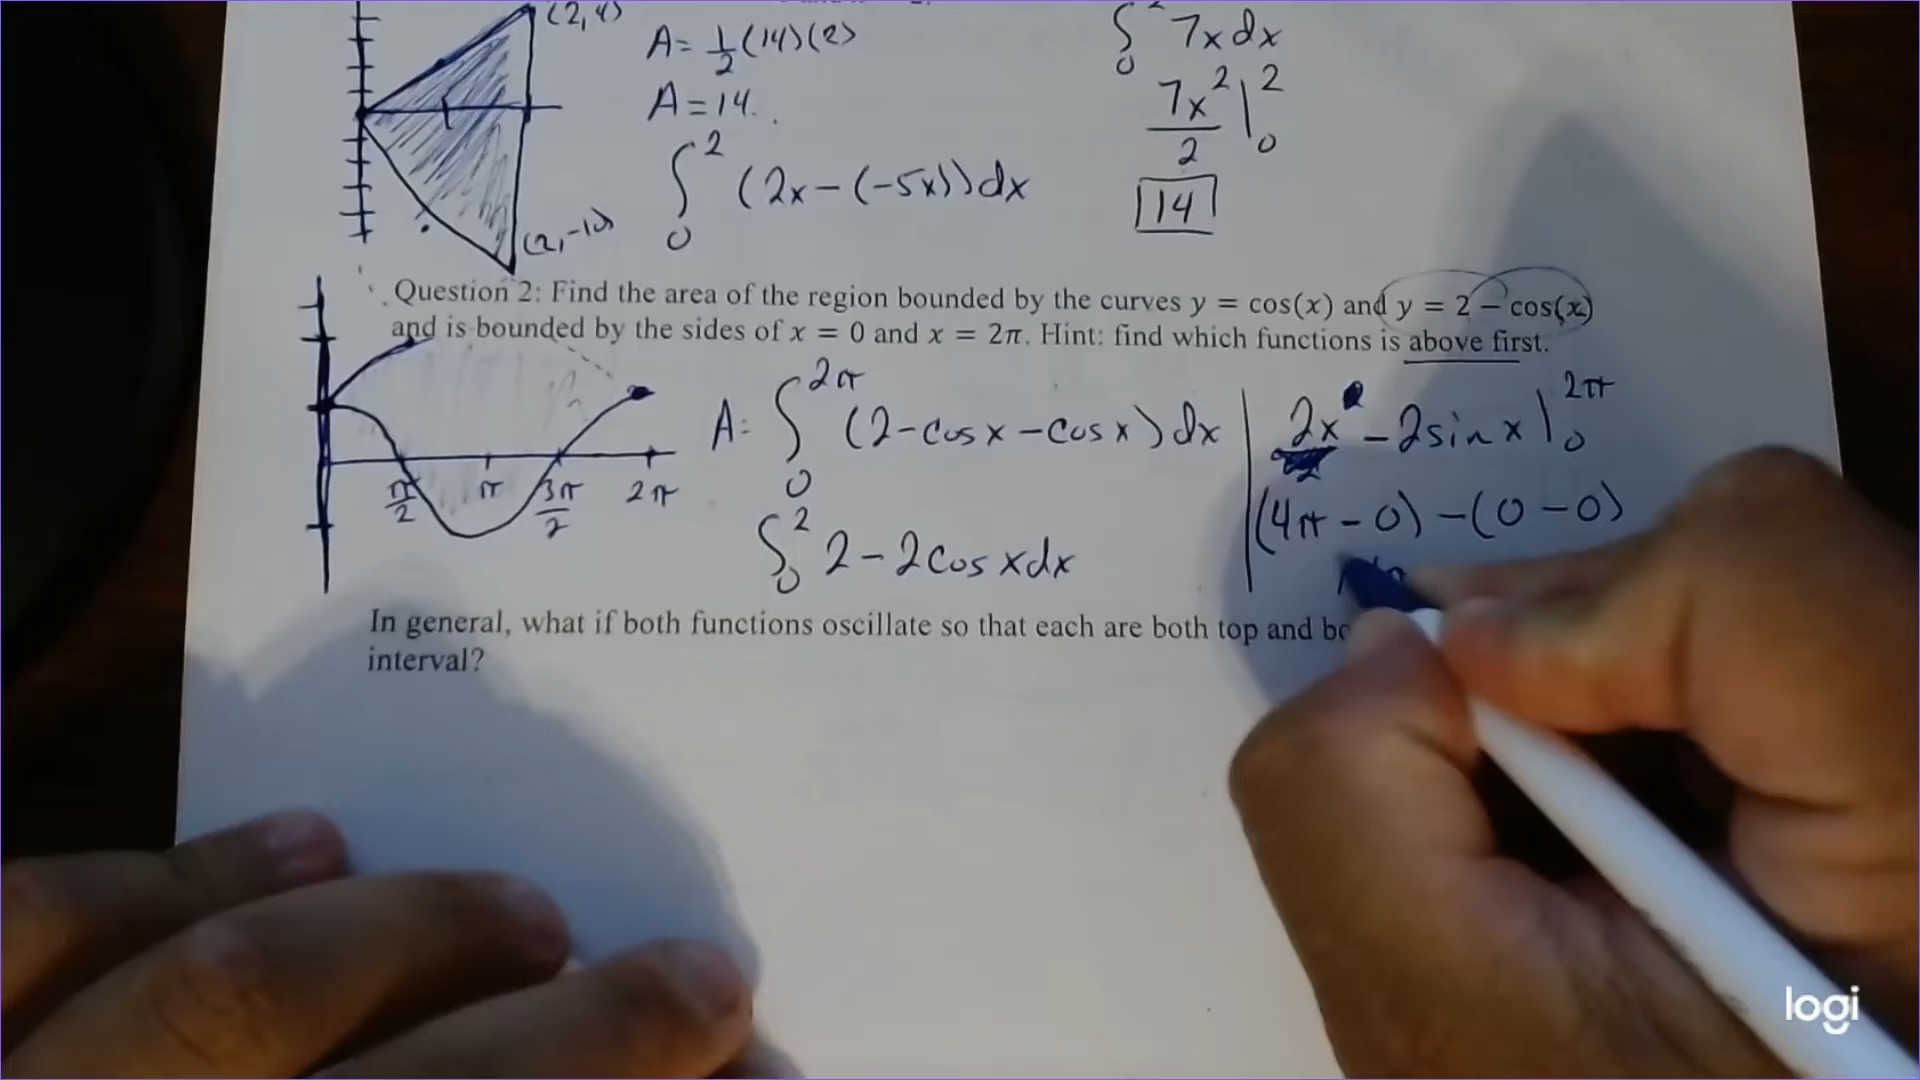 (2,4)
A = 1/2 (14)(2)
A = 14.
∫₀² (2x - (-5x)) dx
(2,-10)
∫₀² 7x dx
7x²/2 |₀²
14
Question 2: Find the area of the region bounded by the curves y = cos(x) and y = 2 − cos(x)
and is bounded by the sides of x = 0 and x = 2π. Hint: find which functions is above first.
π/2 π 3π/2 2π
A = ∫₀^2π (2 - cos x - cos x) dx
∫₀² 2 - 2cos x dx
2x - 2 sin x |₀^2π
(4π - 0) - (0 - 0)
In general, what if both functions oscillate so that each are both top and
interval?
logi